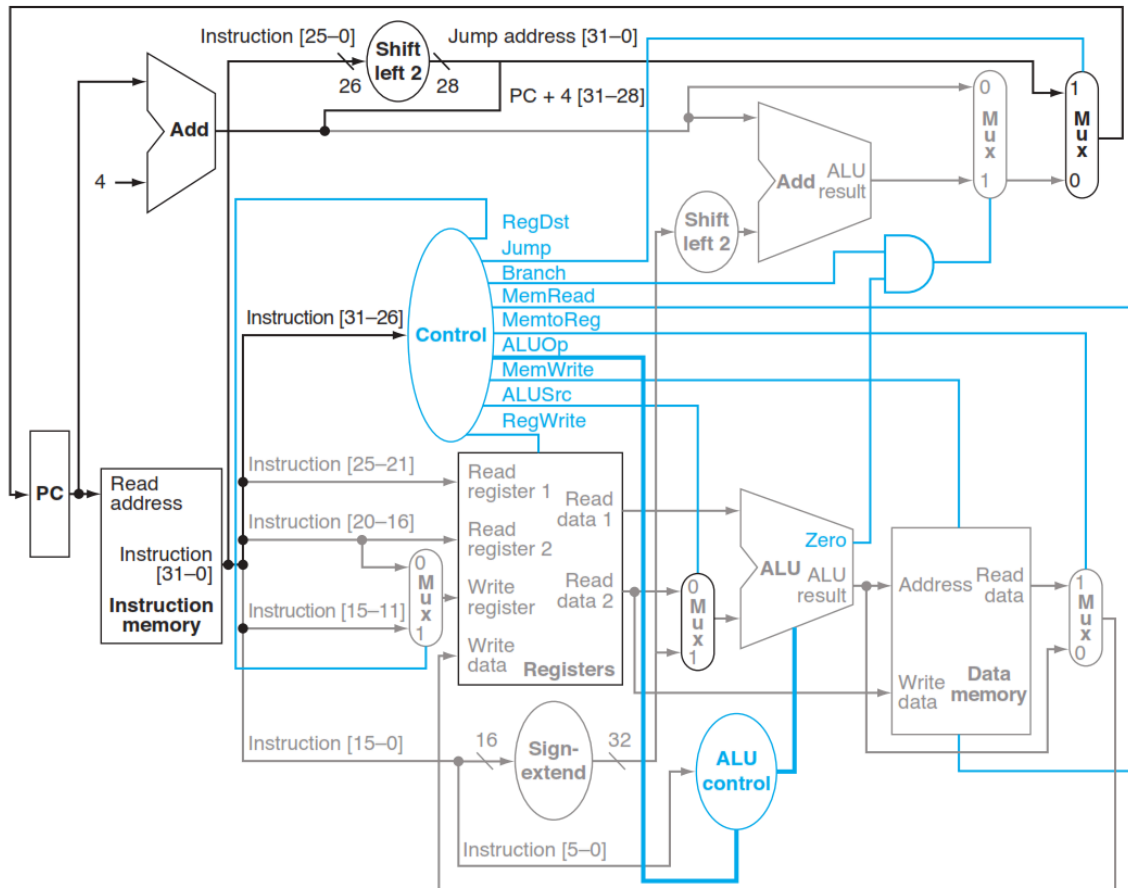 Instruction [25–0]
Shift
left 2
Jump address [31–0]
26
28
PC + 4 [31–28]
Add
4
0
M
u
x
1
1
M
u
x
0
Add
ALU
result
Shift
left 2
RegDst
Jump
Branch
MemRead
MemtoReg
ALUOp
MemWrite
ALUSrc
RegWrite
Instruction [31–26]
Control
PC
Read
address
Instruction
[31–0]
Instruction
memory
Instruction [25–21]
Instruction [20–16]
Instruction [15–11]
0
M
u
x
1
Read
register 1
Read
register 2
Write
register
Write
data
Read
data 1
Read
data 2
Registers
0
M
u
x
1
Zero
ALU
ALU
result
Address
Read
data
Write
data
Data
memory
1
M
u
x
0
Instruction [15–0]
16
Sign-
extend
32
ALU
control
Instruction [5–0]